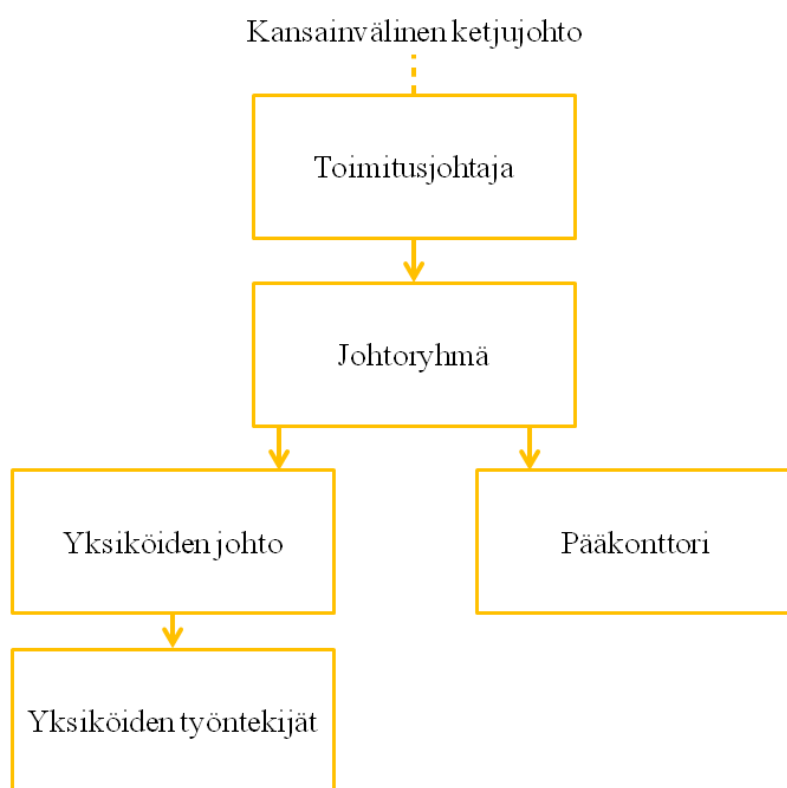 Kansainvälinen ketjujohto
Toimitusjohtaja
Johtoryhmä
Yksiköiden johto
Pääkonttori
Yksiköiden työntekijät